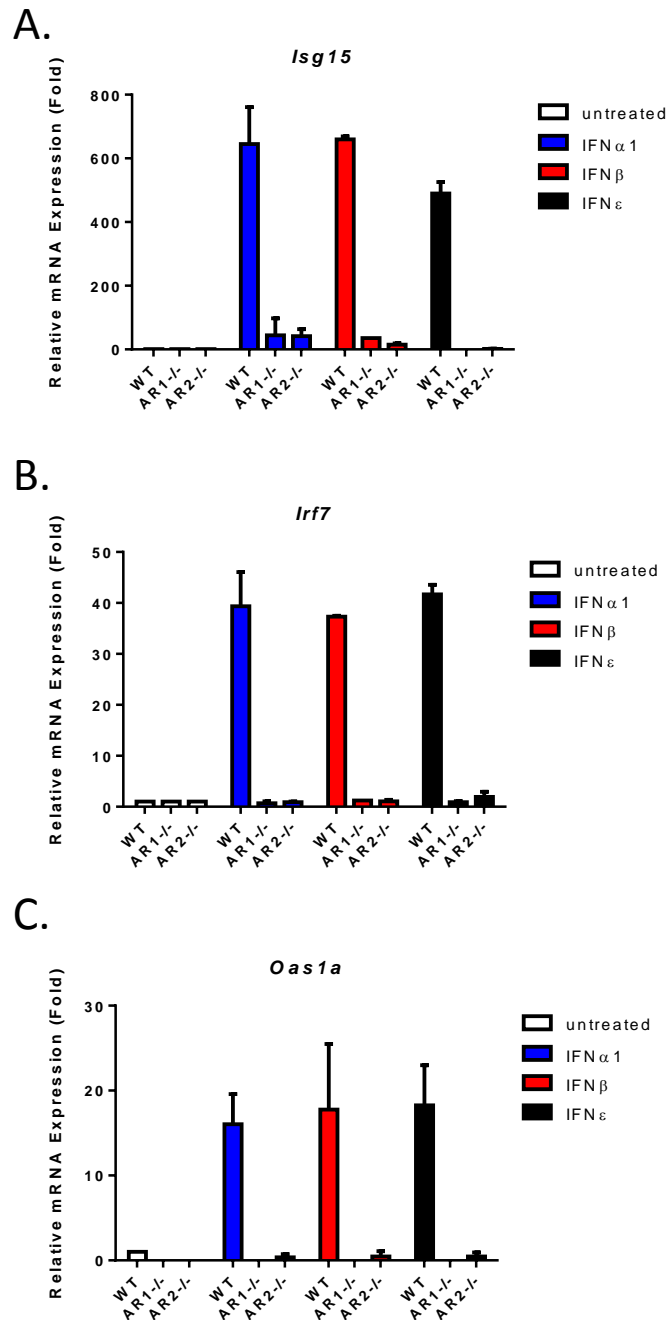 A.
Isg15
Relative mRNA Expression (Fold)
800
600
400
200
0
WT
AR1-/-
AR2-/-
WT
AR1-/-
AR2-/-
WT
AR1-/-
AR2-/-
WT
AR1-/-
AR2-/-
untreated
IFNα1
IFNβ
IFNε
B.
Irf7
Relative mRNA Expression (Fold)
50
40
30
20
10
0
WT
AR1-/-
AR2-/-
WT
AR1-/-
AR2-/-
WT
AR1-/-
AR2-/-
WT
AR1-/-
AR2-/-
untreated
IFNα1
IFNβ
IFNε
C.
Oas1a
Relative mRNA Expression (Fold)
30
20
10
0
WT
AR1-/-
AR2-/-
WT
AR1-/-
AR2-/-
WT
AR1-/-
AR2-/-
WT
AR1-/-
AR2-/-
untreated
IFNα1
IFNβ
IFNε